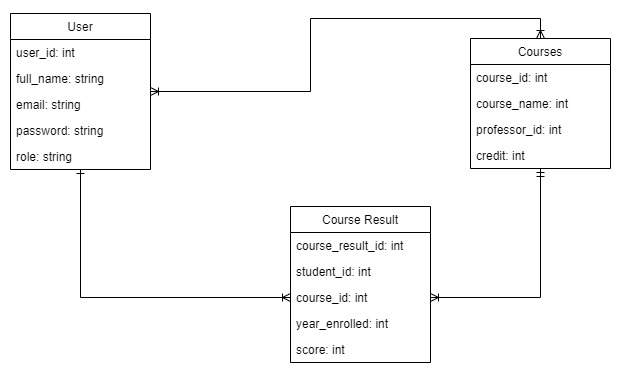 User
user_id: int
full_name: string
email: string
password: string
role: string
Courses
course_id: int
course_name: int
professor_id: int
credit: int
Course Result
course_result_id: int
student_id: int
course_id: int
year_enrolled: int
score: int